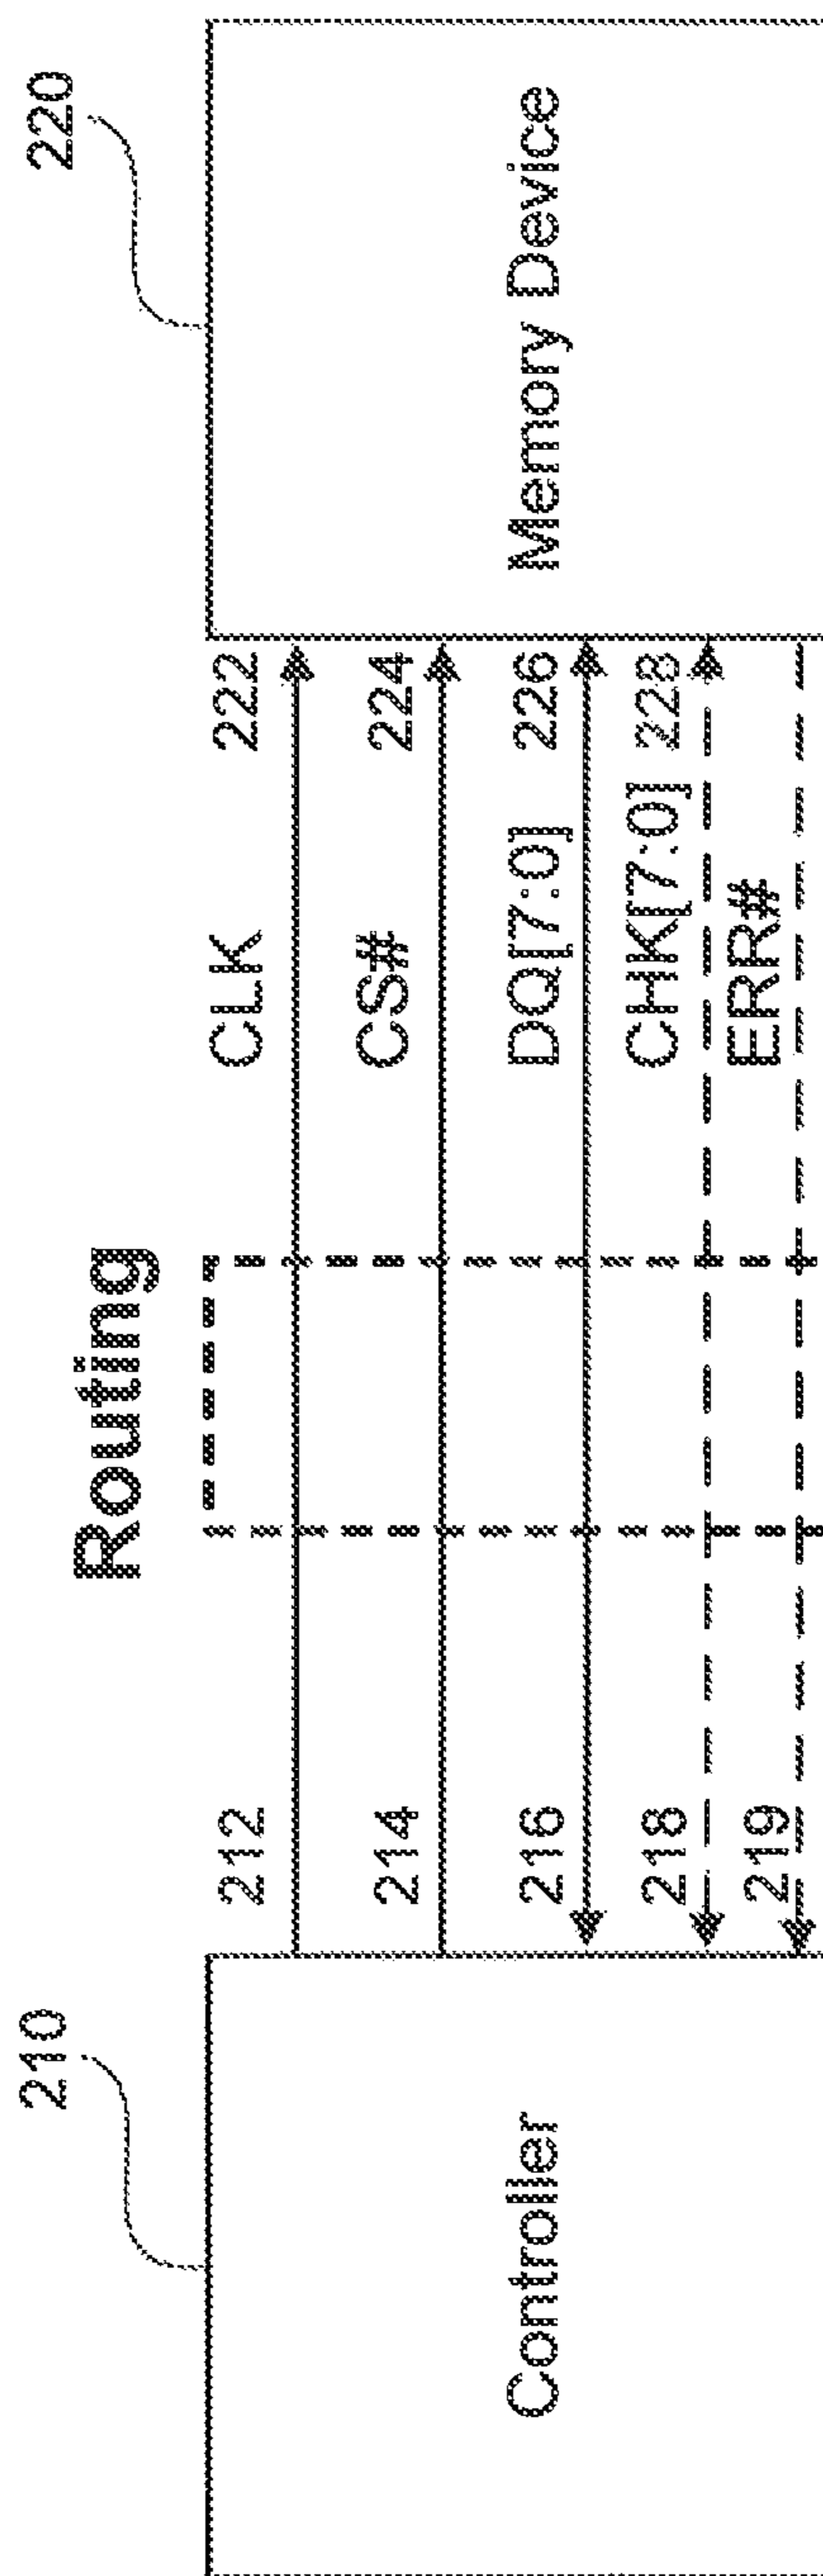 210
220
Routing
Controller
Memory Device
212
CLK
222
214
CS#
224
216
DQ[7:0]
226
218
CHK[7:0]
228
219
ERR#